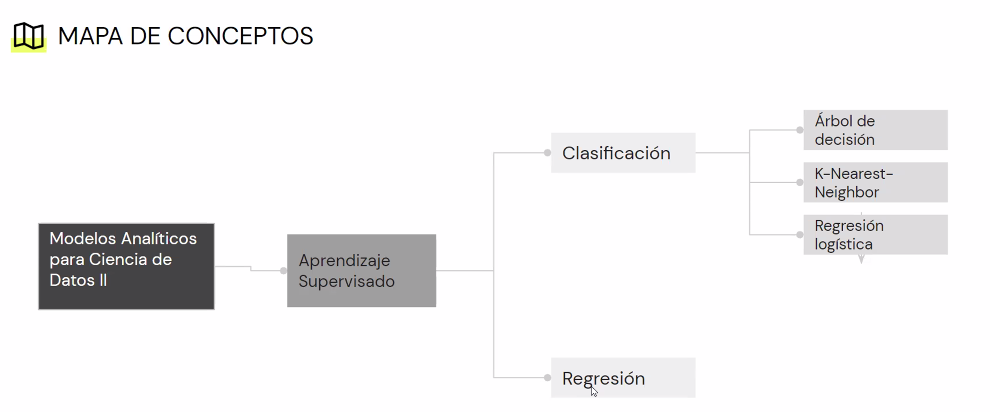 MAPA DE CONCEPTOS
Modelos Analíticos
para Ciencia de
Datos II
Aprendizaje
Supervisado
Clasificación
Árbol de
decisión
K-Nearest-
Neighbor
Regresión
logística
Regresión